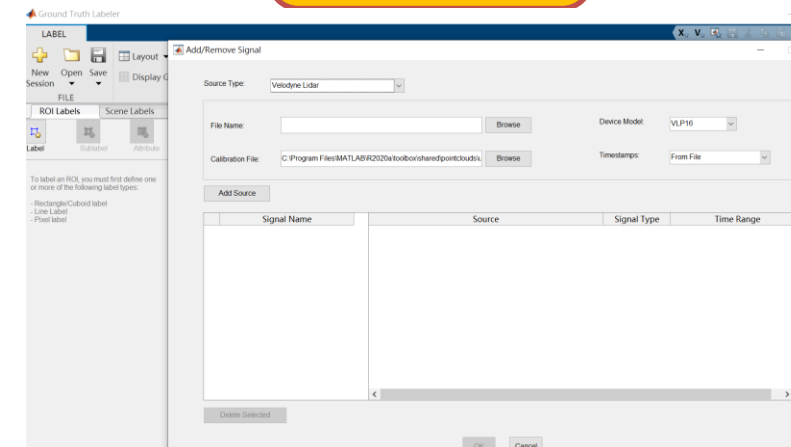 Ground Truth Labeler
LABEL
New Session
Open
Save
Layout
Display G
FILE
ROI Labels
Scene Labels
Label
Sublabel
Attribute
To label an ROI, you must first define one
or more of the following label types:
- Rectangle/Cuboid label
- Line Label
- Pixel label
Add/Remove Signal
Source Type:
Velodyne Lidar
File Name:
Browse
Device Model:
VLP16
Calibration File:
C:\Program Files\MATLAB\R2020a\toolbox\shared\pointclouds\u
Browse
Timestamps:
From File
Add Source
Signal Name
Source
Signal Type
Time Range
Delete Selected
OK
Cancel